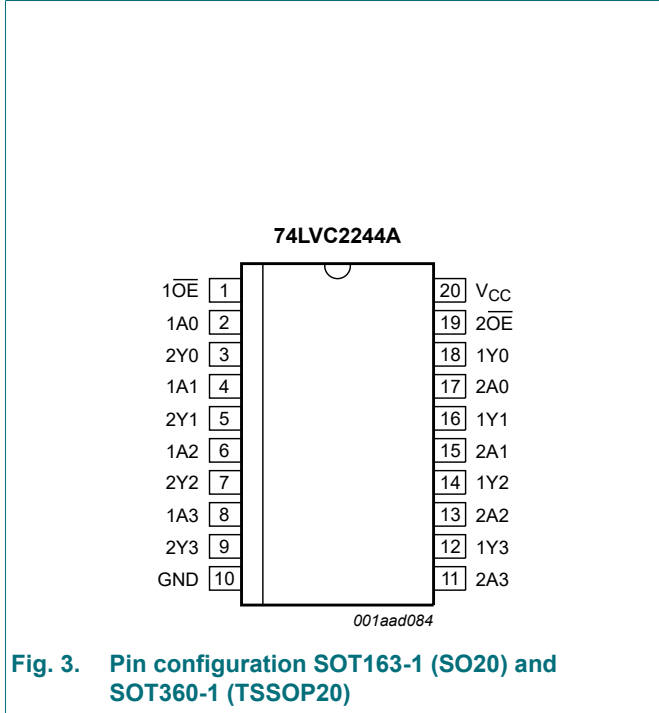 74LVC2244A
1O̅E̅ 1 20 VCC
1A0 2 19 2O̅E̅
2Y0 3 18 1Y0
1A1 4 17 2A0
2Y1 5 16 1Y1
1A2 6 15 2A1
2Y2 7 14 1Y2
1A3 8 13 2A2
2Y3 9 12 1Y3
GND 10 11 2A3
001aad084
Fig. 3. Pin configuration SOT163-1 (SO20) and
SOT360-1 (TSSOP20)